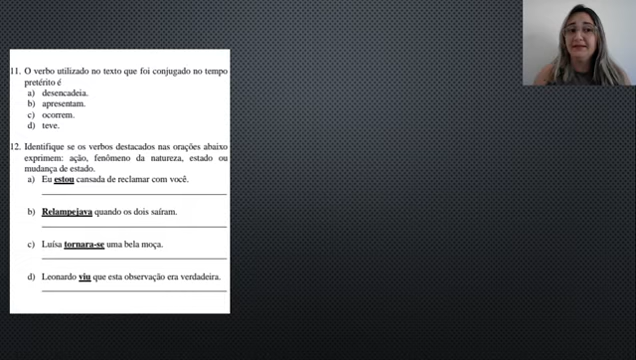 11. O verbo utilizado no texto que foi conjugado no tempo
pretérito é
a) desencadeia.
b) apresentam.
c) ocorrem.
d) teve.
12. Identifique se os verbos destacados nas orações abaixo
exprimem: ação, fenômeno da natureza, estado ou
mudança de estado.
a) Eu estou cansada de reclamar com você.
b) Relampejava quando os dois saíram.
c) Luísa tornara-se uma bela moça.
d) Leonardo viu que esta observação era verdadeira.